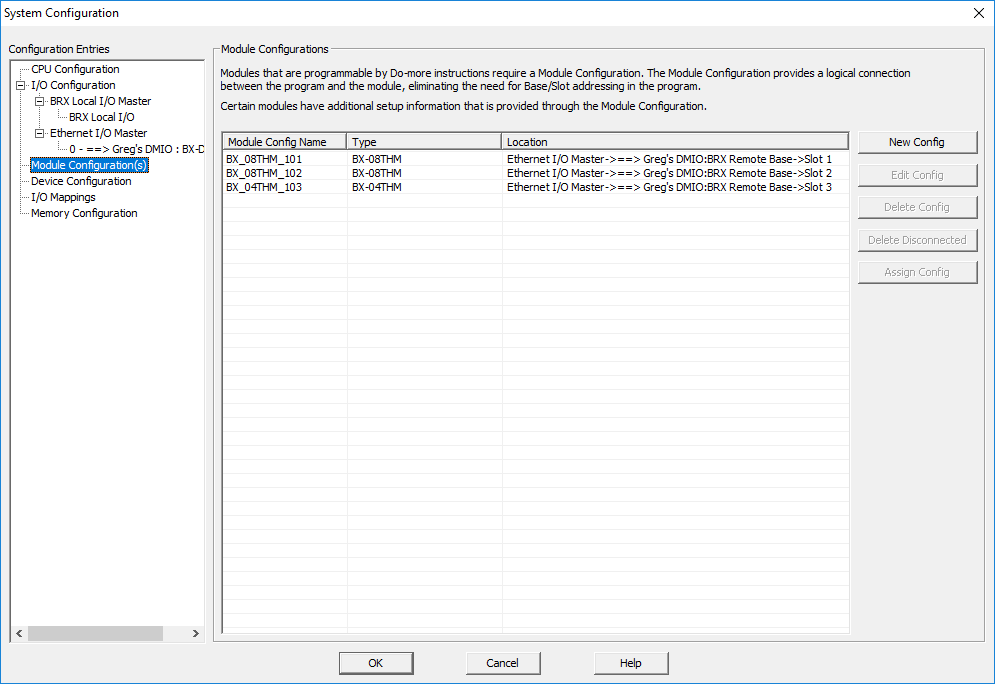 System Configuration
Configuration Entries
CPU Configuration
I/O Configuration
BRX Local I/O Master
BRX Local I/O
Ethernet I/O Master
0 - ==> Greg's DMIO : BX-D
Module Configuration(s)
Device Configuration
I/O Mappings
Memory Configuration
Module Configurations
Modules that are programmable by Do-more instructions require a Module Configuration. The Module Configuration provides a logical connection
between the program and the module, eliminating the need for Base/Slot addressing in the program.
Certain modules have additional setup information that is provided through the Module Configuration.
Module Config Name Type Location
BX_08THM_101 BX-08THM Ethernet I/O Master->==> Greg's DMIO:BRX Remote Base->Slot 1
BX_08THM_102 BX-08THM Ethernet I/O Master->==> Greg's DMIO:BRX Remote Base->Slot 2
BX_04THM_103 BX-04THM Ethernet I/O Master->==> Greg's DMIO:BRX Remote Base->Slot 3
New Config
Edit Config
Delete Config
Delete Disconnected
Assign Config
OK Cancel Help